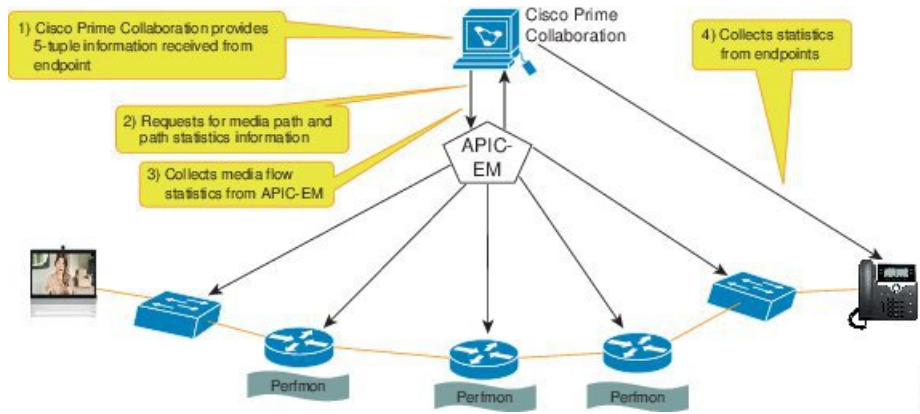 1) Cisco Prime Collaboration provides
5-tuple information received from
endpoint
Cisco Prime
Collaboration
4) Collects statistics
from endpoints
2) Requests for media path and
path statistics information
APIC-
EM
3) Collects media flow
statistics from APIC-EM
Perfmon
Perfmon
Perfmon